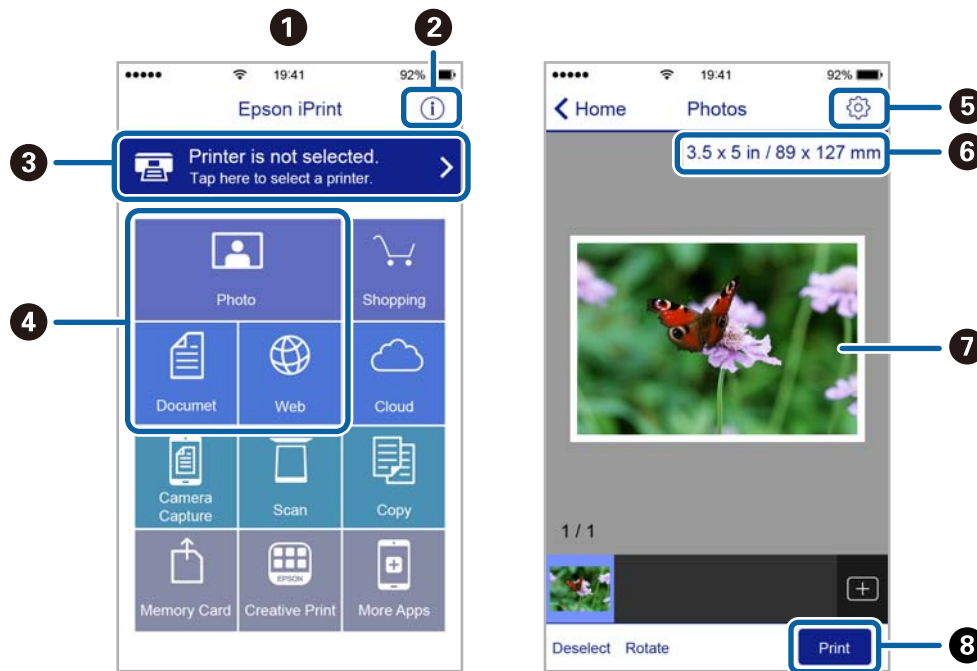 1
2
19:41 92%
Epson iPrint
3
Printer is not selected.
Tap here to select a printer.
4
Photo Shopping
Documet Web Cloud
Camera
Capture
Scan Copy
Memory Card
EPSON
Creative Print More Apps
19:41 92%
Home Photos
5
3.5 x 5 in / 89 x 127 mm
6
7
1 / 1
Deselect Rotate Print
8